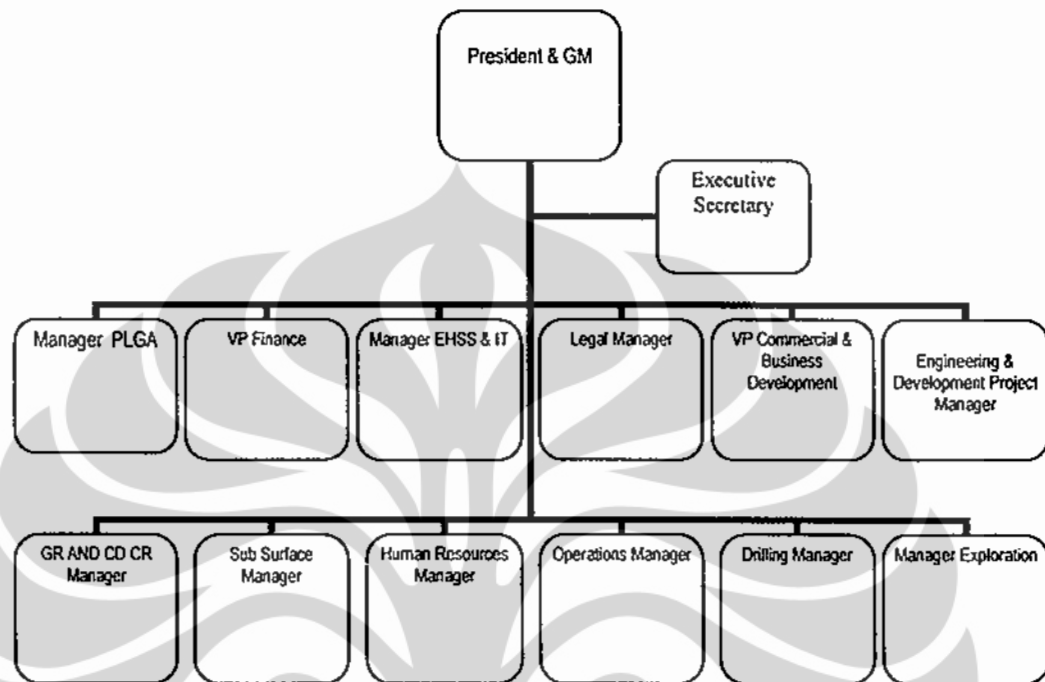 President & GM
Executive
Secretary
Manager PLGA
VP Finance
Manager EHSS & IT
Legal Manager
VP Commercial &
Business
Development
Engineering &
Development Project
Manager
GR AND CD CR
Manager
Sub Surface
Manager
Human Resources
Manager
Operations Manager
Drilling Manager
Manager Exploration